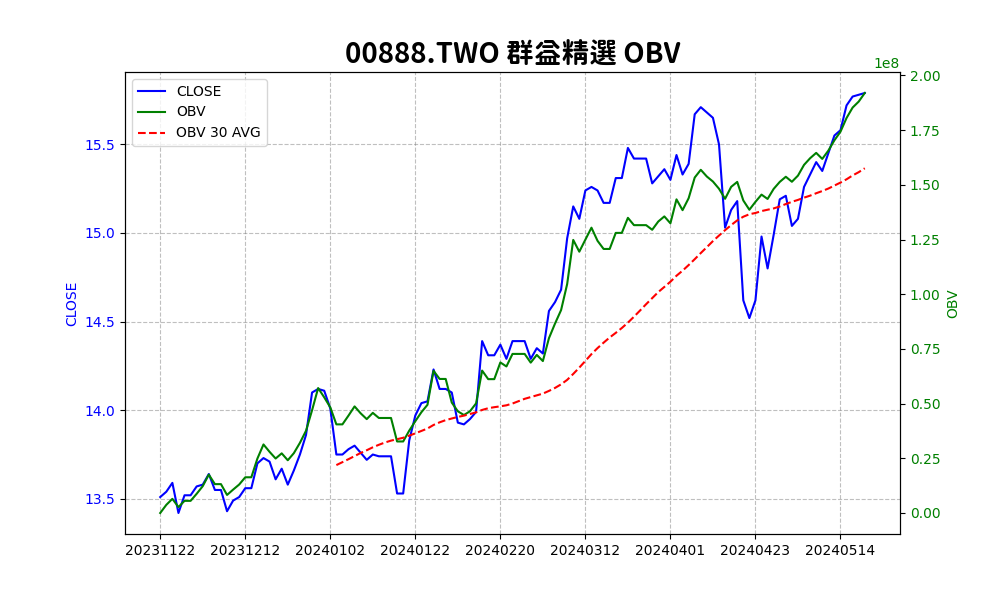 00888.TWO 群益精選 OBV
1e8
CLOSE
OBV
OBV 30 AVG
CLOSE
15.5
15.0
14.5
14.0
13.5
2.00
1.75
1.50
1.25
1.00
0.75
0.50
0.25
0.00
OBV
20231122 20231212 20240102 20240122 20240220 20240312 20240401 20240423 20240514